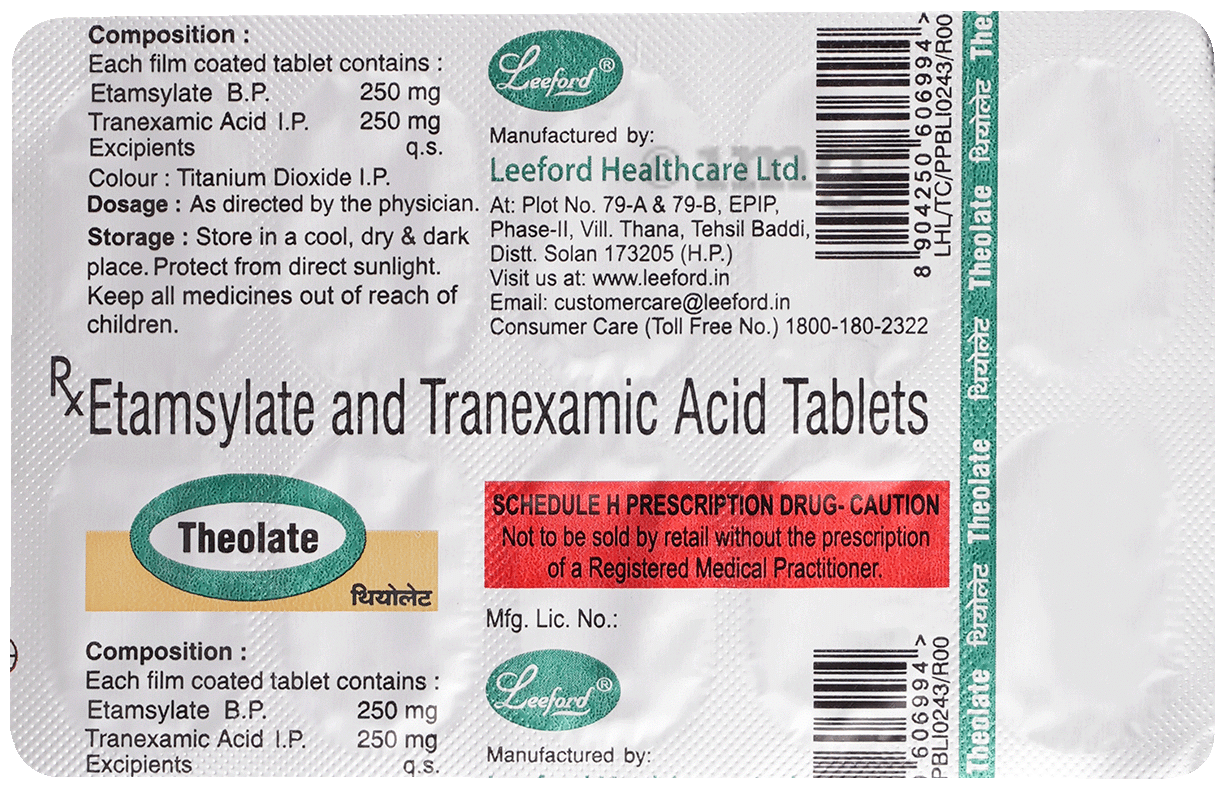 Composition :
Each film coated tablet contains :
Etamsylate B.P. 250 mg
Tranexamic Acid I.P. 250 mg
Excipients q.s.
Colour : Titanium Dioxide I.P.
Dosage : As directed by the physician.
Storage : Store in a cool, dry & dark
place. Protect from direct sunlight.
Keep all medicines out of reach of
children.
Leeford®
Manufactured by:
Leeford Healthcare Ltd.
At: Plot No. 79-A & 79-B, EPIP,
Phase-II, Vill. Thana, Tehsil Baddi,
Distt. Solan 173205 (H.P.)
Visit us at: www.leeford.in
Email: customercare@leeford.in
Consumer Care (Toll Free No.) 1800-180-2322
8 904250 606994 >
LHL/TC/PPBLI0243/R00
Rx Etamsylate and Tranexamic Acid Tablets
Theolate
थियोलेट
SCHEDULE H PRESCRIPTION DRUG- CAUTION
Not to be sold by retail without the prescription
of a Registered Medical Practitioner.
Mfg. Lic. No.:
Composition :
Each film coated tablet contains :
Etamsylate B.P. 250 mg
Tranexamic Acid I.P. 250 mg
Excipients q.s.
Leeford®
Manufactured by:
606994 >
PBLI0243/R00
Theolate थियोलेट Theolate थियोलेट Theolate थियोलेट Theo